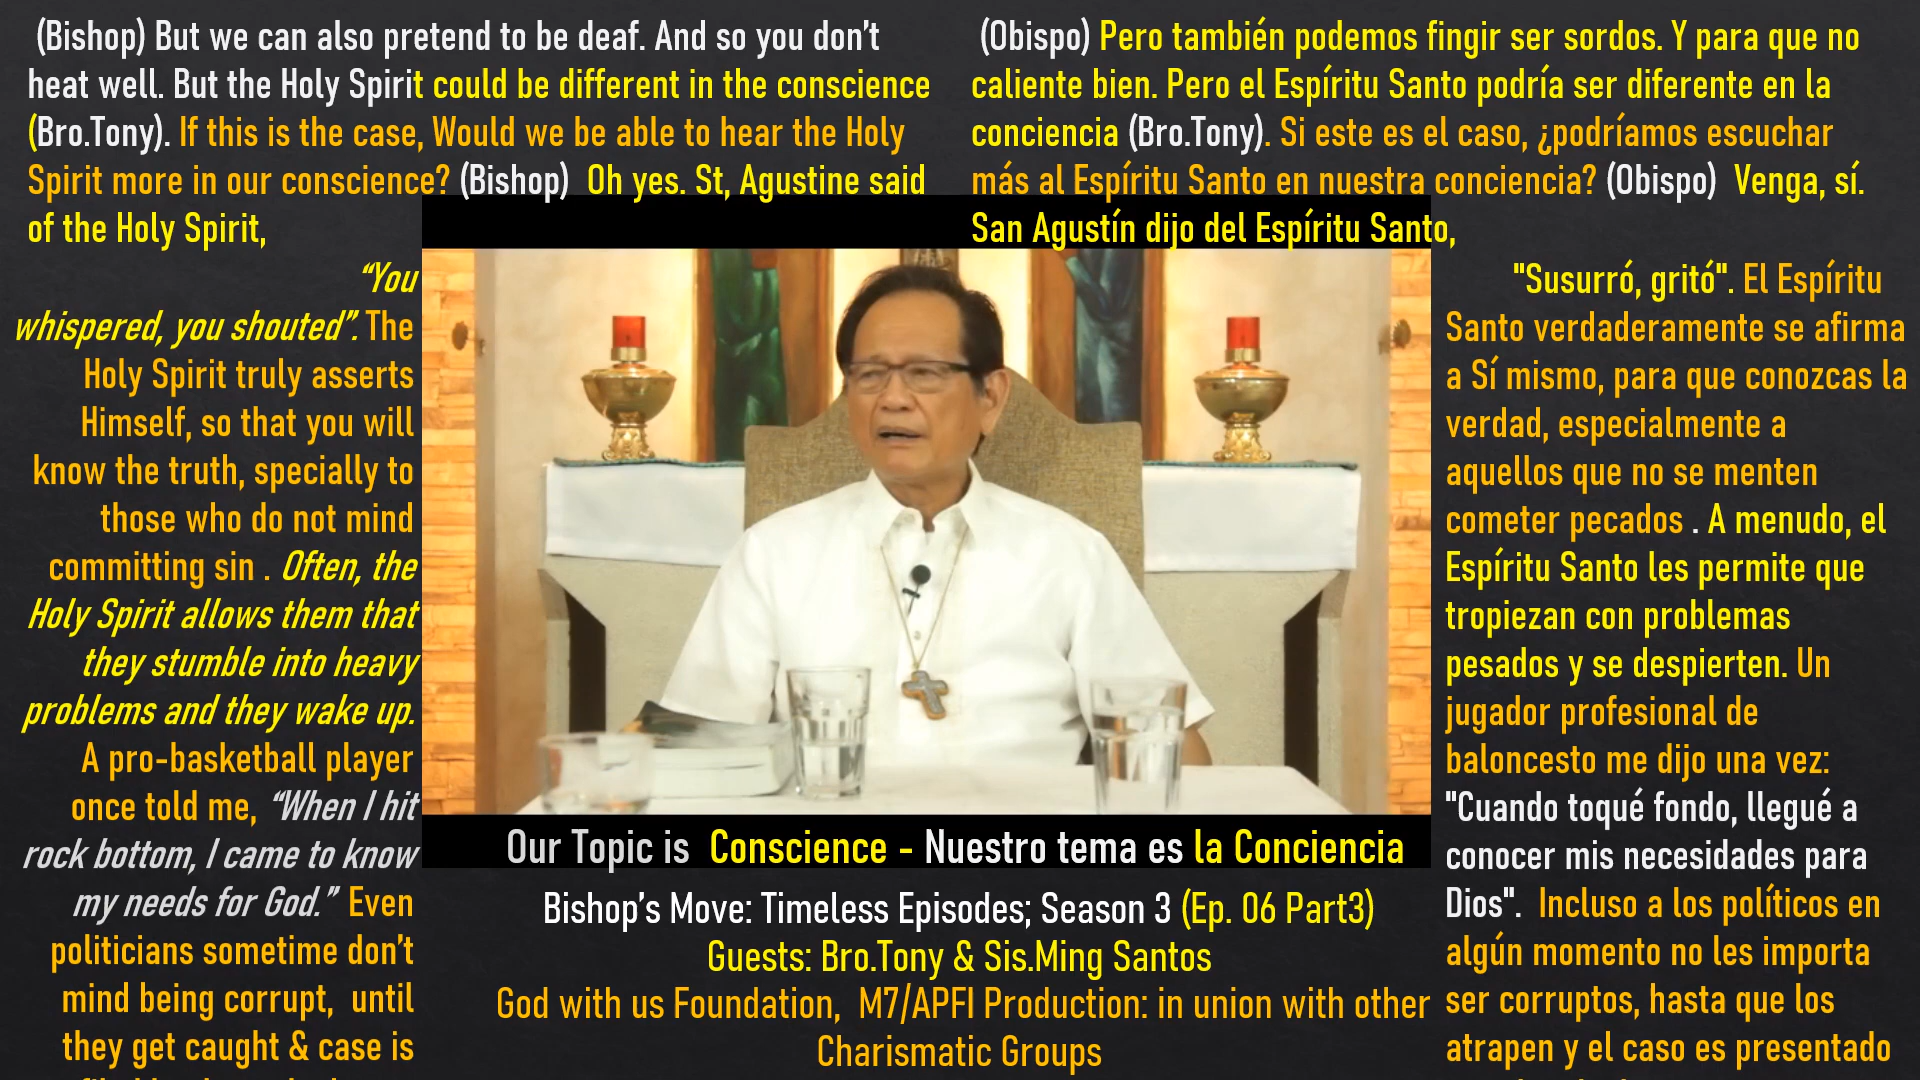 (Bishop) But we can also pretend to be deaf. And so you don’t
heat well. But the Holy Spirit could be different in the conscience
(Bro.Tony). If this is the case, Would we be able to hear the Holy
Spirit more in our conscience? (Bishop)  Oh yes. St, Agustine said
of the Holy Spirit,
“You
whispered, you shouted”. The
Holy Spirit truly asserts
Himself, so that you will
know the truth, specially to
those who do not mind
committing sin . Often, the
Holy Spirit allows them that
they stumble into heavy
problems and they wake up.
A pro-basketball player
once told me, “When I hit
rock bottom, I came to know
my needs for God.” Even
politicians sometime don’t
mind being corrupt,  until
they get caught & case is
(Obispo) Pero también podemos fingir ser sordos. Y para que no
caliente bien. Pero el Espíritu Santo podría ser diferente en la
conciencia (Bro.Tony). Si este es el caso, ¿podríamos escuchar
más al Espíritu Santo en nuestra conciencia? (Obispo)  Venga, sí.
San Agustín dijo del Espíritu Santo,
"Susurró, gritó". El Espíritu
Santo verdaderamente se afirma
a Sí mismo, para que conozcas la
verdad, especialmente a
aquellos que no se menten
cometer pecados . A menudo, el
Espíritu Santo les permite que
tropiezan con problemas
pesados y se despierten. Un
jugador profesional de
baloncesto me dijo una vez:
"Cuando toqué fondo, llegué a
conocer mis necesidades para
Dios".  Incluso a los políticos en
algún momento no les importa
ser corruptos, hasta que los
atrapen y el caso es presentado
Our Topic is  Conscience - Nuestro tema es la Conciencia
Bishop’s Move: Timeless Episodes; Season 3 (Ep. 06 Part3)
Guests: Bro.Tony & Sis.Ming Santos
God with us Foundation,  M7/APFI Production: in union with other
Charismatic Groups